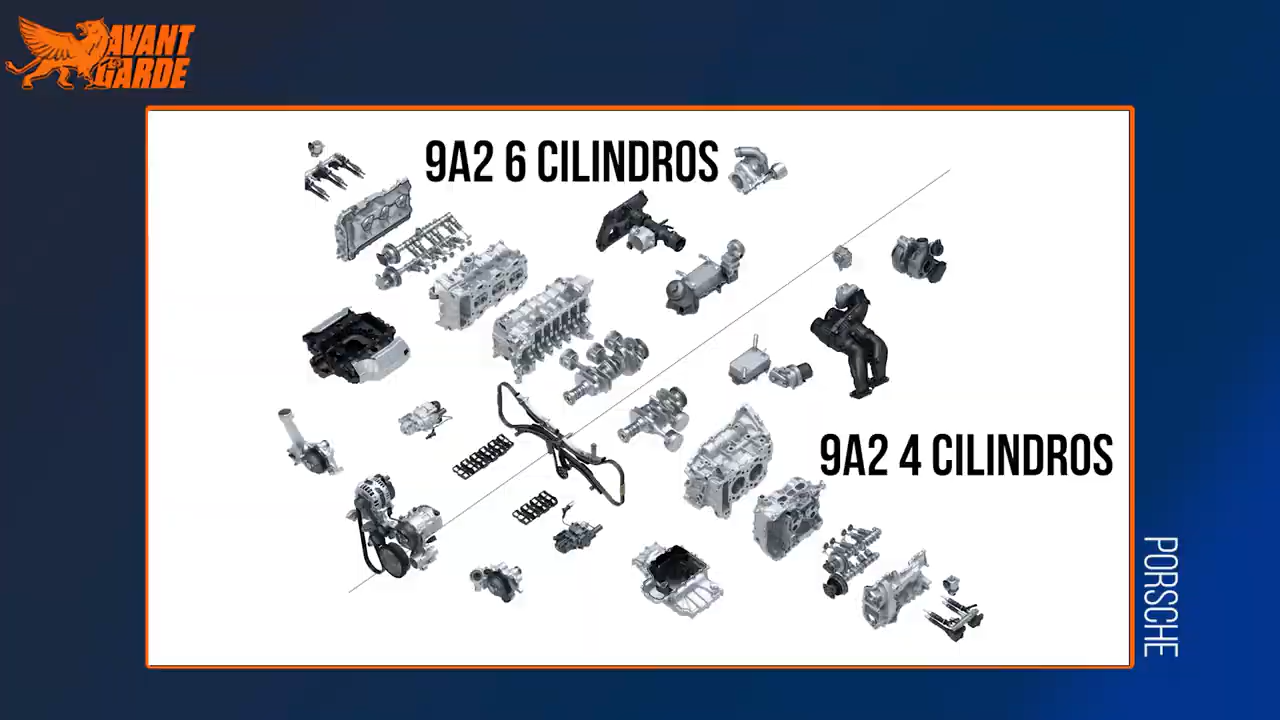 AVANT
GARDE
9A2 6 CILINDROS
9A2 4 CILINDROS
PORSCHE